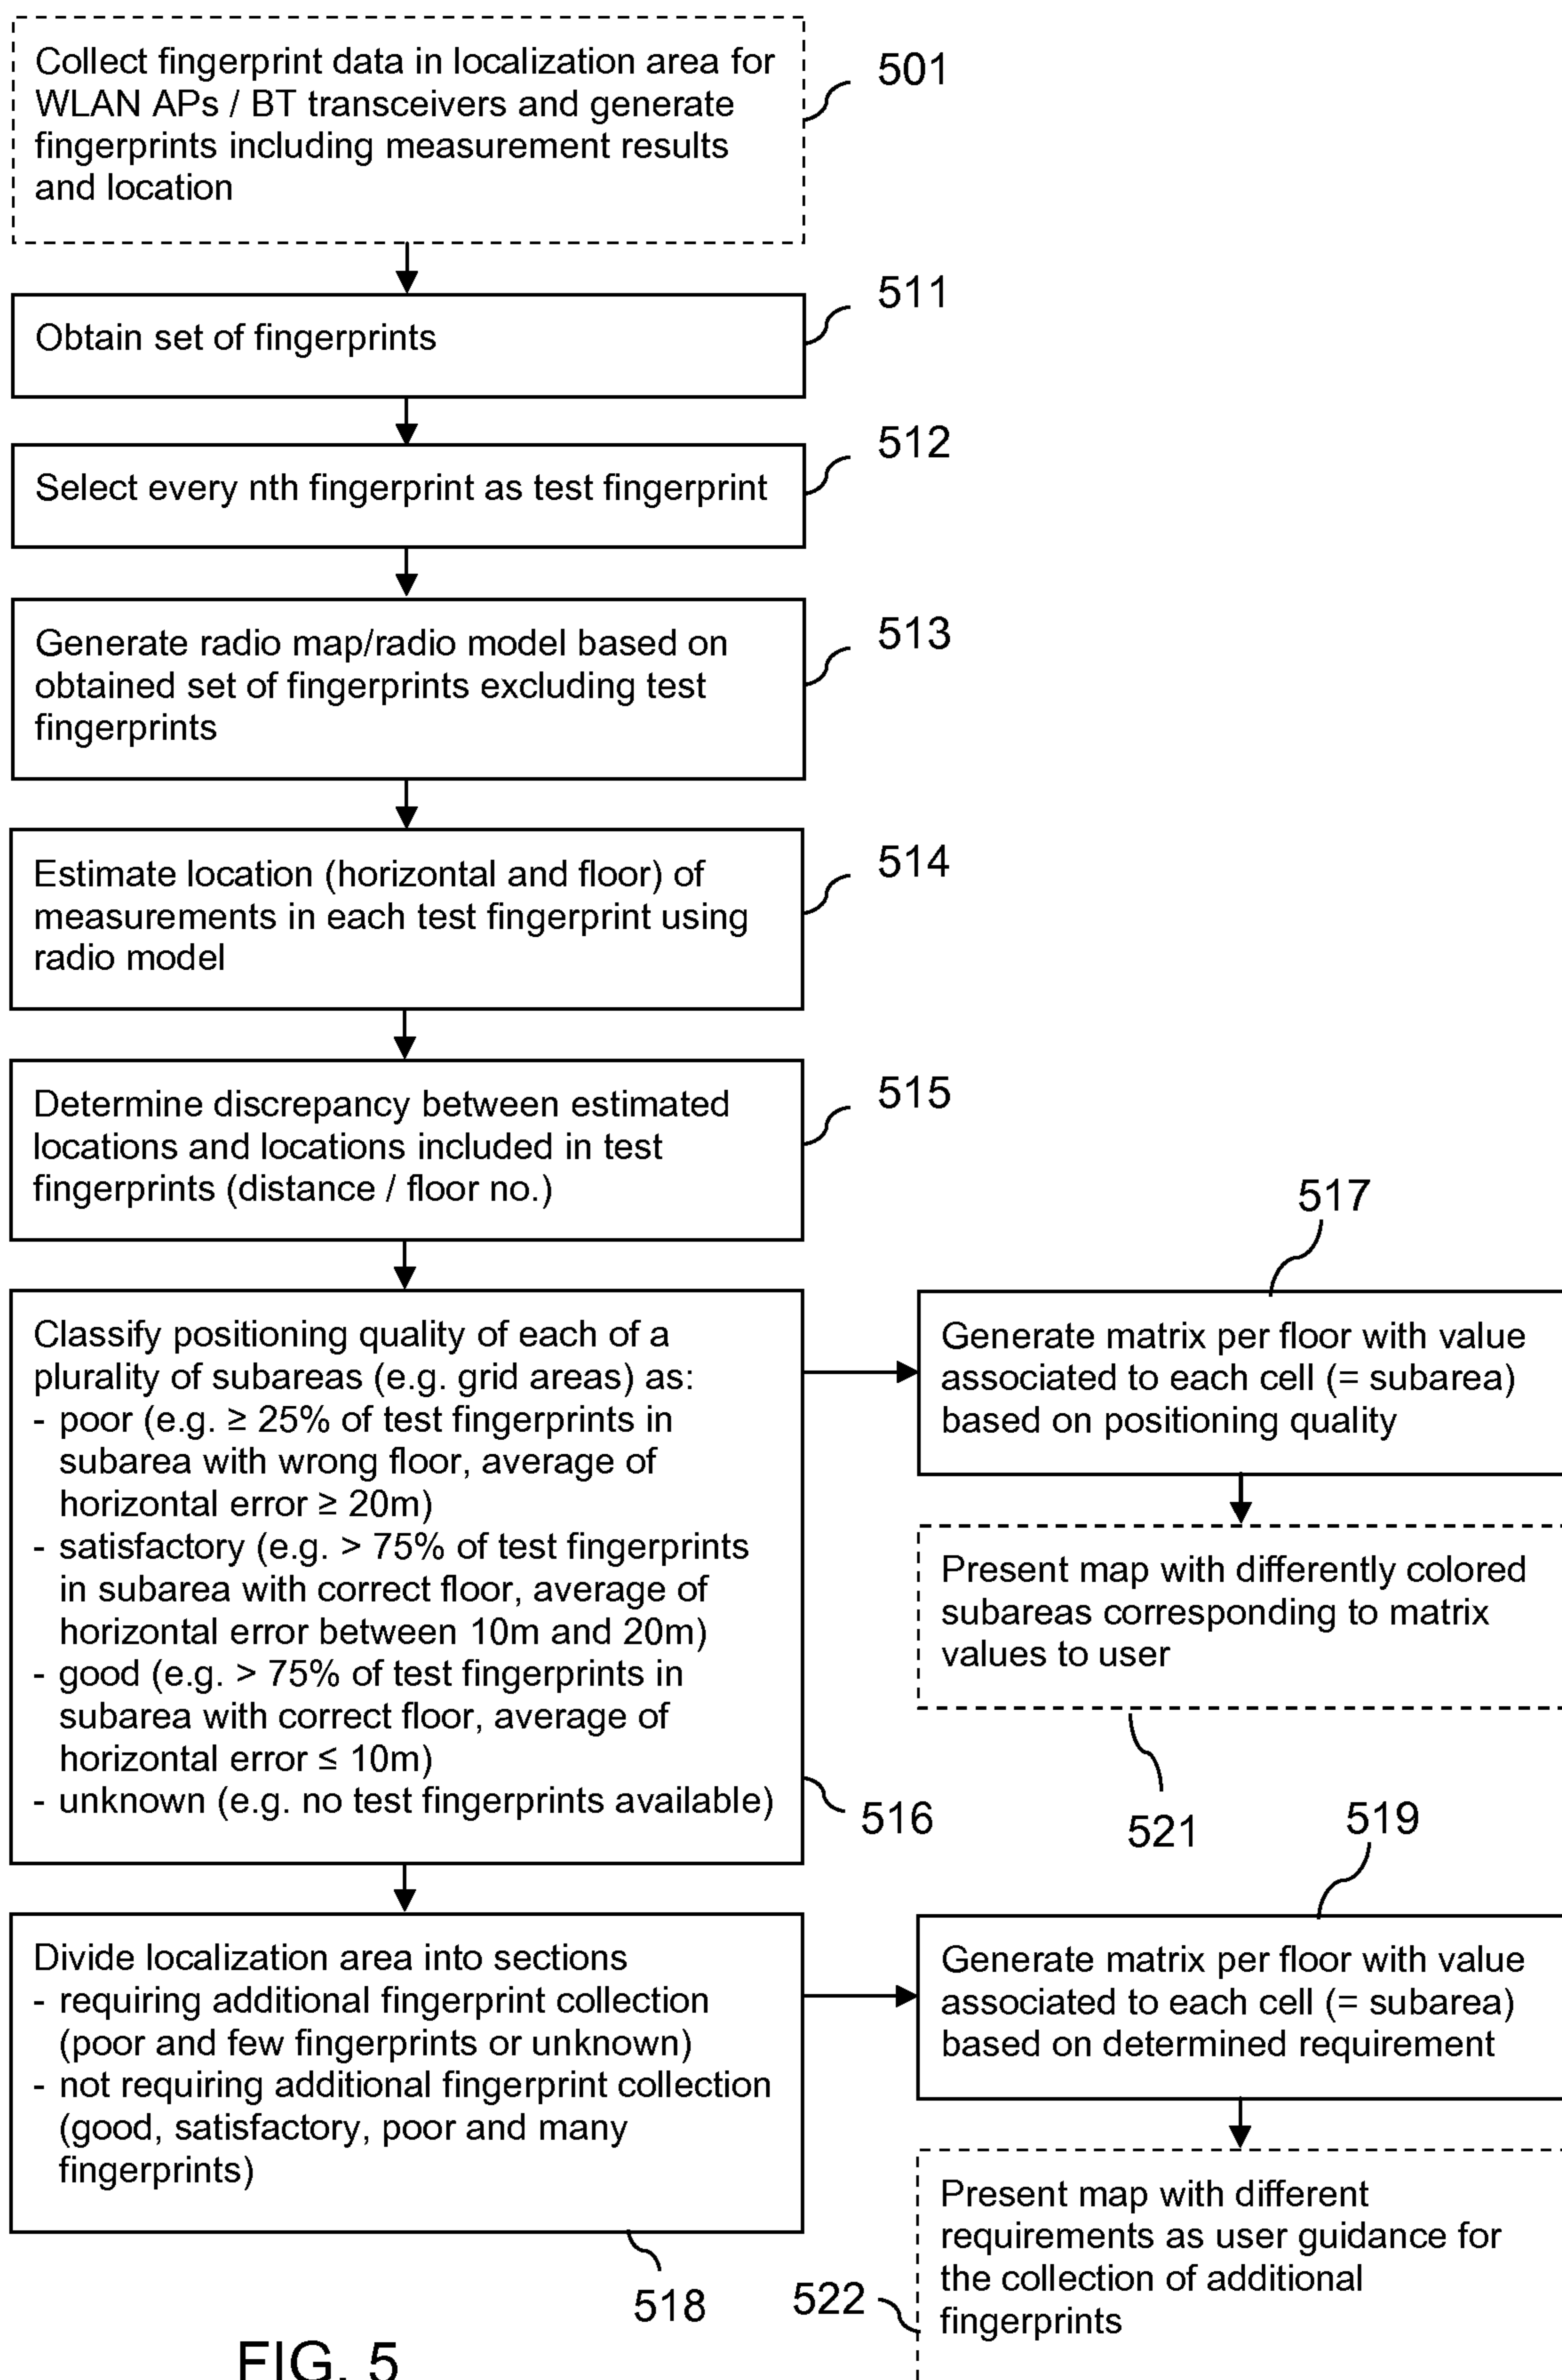 Collect fingerprint data in localization area for
WLAN APs / BT transceivers and generate
fingerprints including measurement results
and location
501
Obtain set of fingerprints
511
Select every nth fingerprint as test fingerprint
512
Generate radio map/radio model based on
obtained set of fingerprints excluding test
fingerprints
513
Estimate location (horizontal and floor) of
measurements in each test fingerprint using
radio model
514
Determine discrepancy between estimated
locations and locations included in test
fingerprints (distance / floor no.)
515
Classify positioning quality of each of a
plurality of subareas (e.g. grid areas) as:
- poor (e.g. ≥ 25% of test fingerprints in
subarea with wrong floor, average of
horizontal error ≥ 20m)
- satisfactory (e.g. > 75% of test fingerprints
in subarea with correct floor, average of
horizontal error between 10m and 20m)
- good (e.g. > 75% of test fingerprints in
subarea with correct floor, average of
horizontal error ≤ 10m)
- unknown (e.g. no test fingerprints available)
516
517
Generate matrix per floor with value
associated to each cell (= subarea)
based on positioning quality
Present map with differently colored
subareas corresponding to matrix
values to user
521
Divide localization area into sections
- requiring additional fingerprint collection
(poor and few fingerprints or unknown)
- not requiring additional fingerprint collection
(good, satisfactory, poor and many
fingerprints)
518
519
Generate matrix per floor with value
associated to each cell (= subarea)
based on determined requirement
Present map with different
requirements as user guidance for
the collection of additional
fingerprints
522
FIG. 5